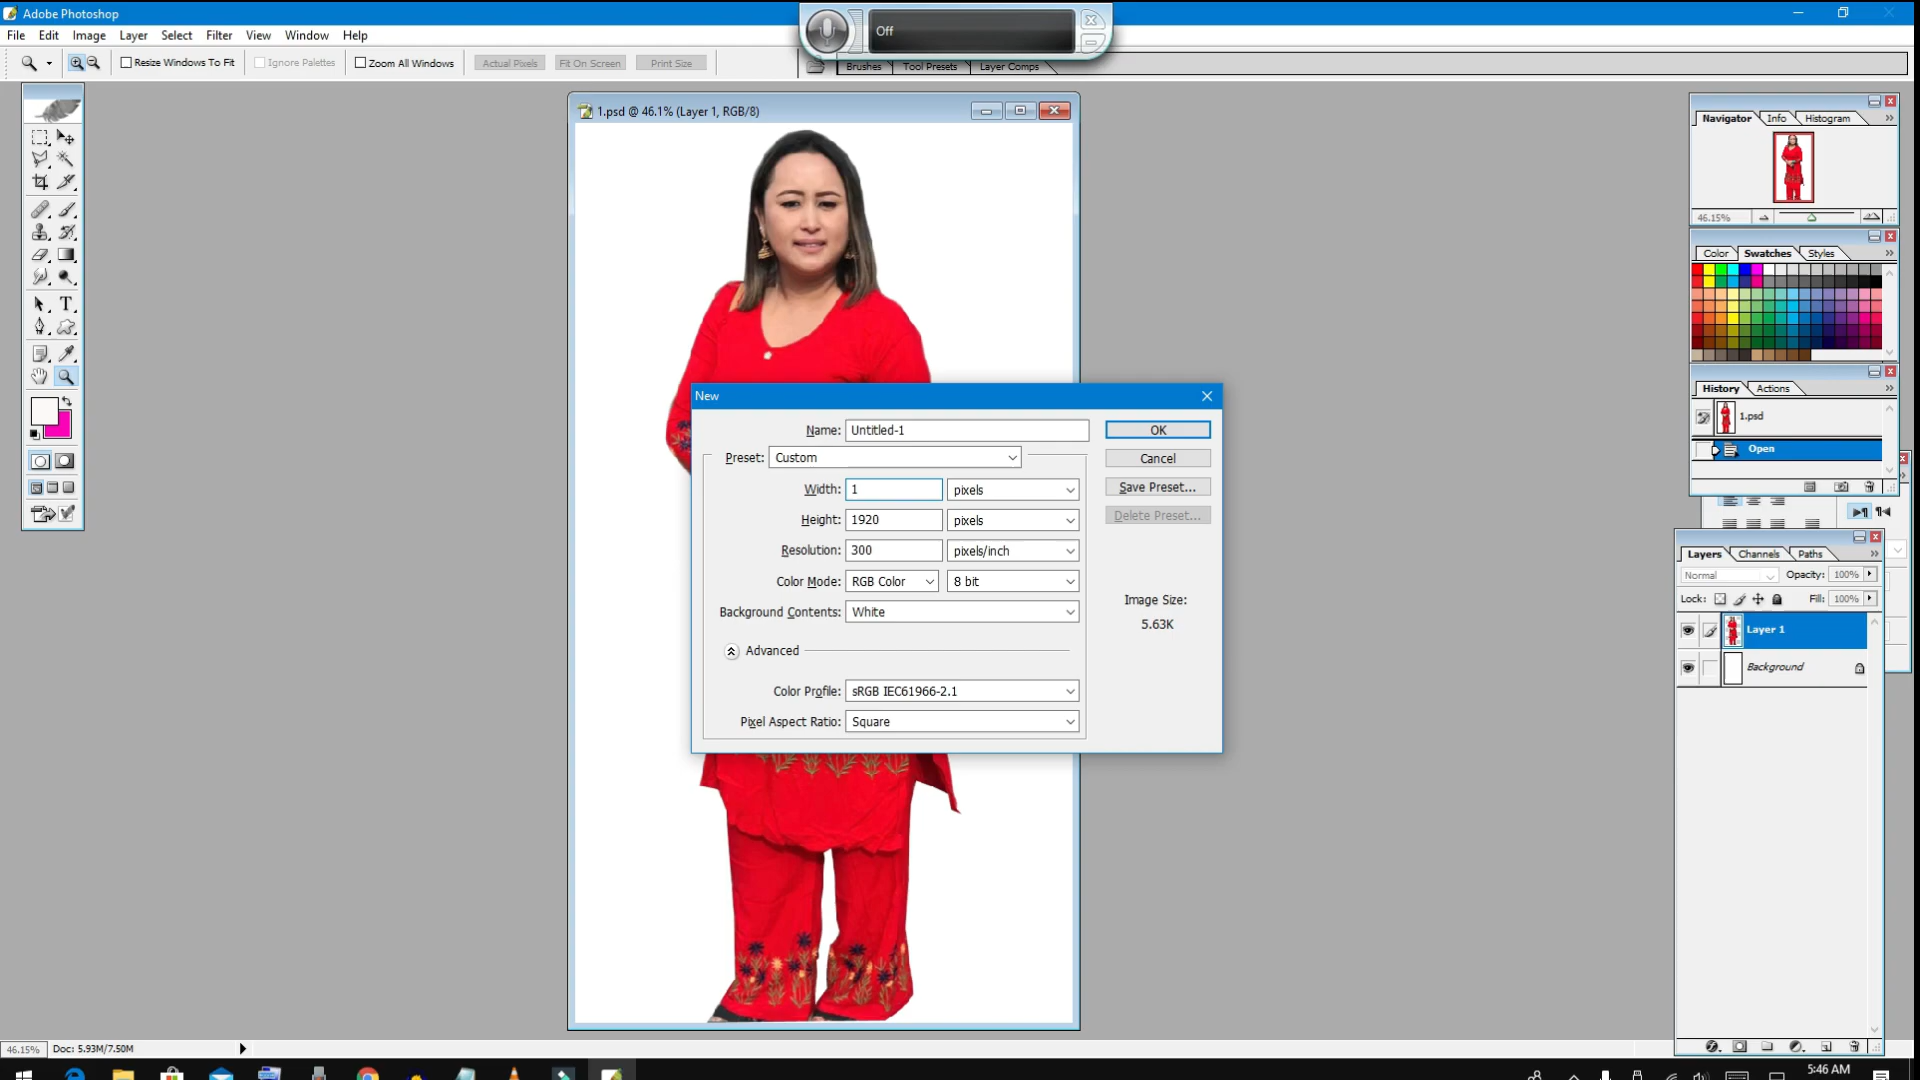 Adobe Photoshop
Off
File Edit Image Layer Select Filter View Window Help
Resize Windows To Fit Ignore Palettes Zoom All Windows Actual Pixels Fit On Screen Print Size Brushes Tool Presets Layer Comps
1.psd @ 46.1% (Layer 1, RGB/8)
Navigator Info Histogram
46.15%
Color Swatches Styles
History Actions
1.psd
Open
New
Name: Untitled-1 OK
Preset: Custom Cancel
Width: 1 pixels Save Preset...
Height: 1920 pixels Delete Preset...
Resolution: 300 pixels/inch
Color Mode: RGB Color 8 bit
Background Contents: White
Image Size:
5.63K
Advanced
Color Profile: sRGB IEC61966-2.1
Pixel Aspect Ratio: Square
Layers Channels Paths
Normal Opacity: 100%
Lock: Fill: 100%
Layer 1
Background
46.15% Doc: 5.93M/7.50M
5:46 AM